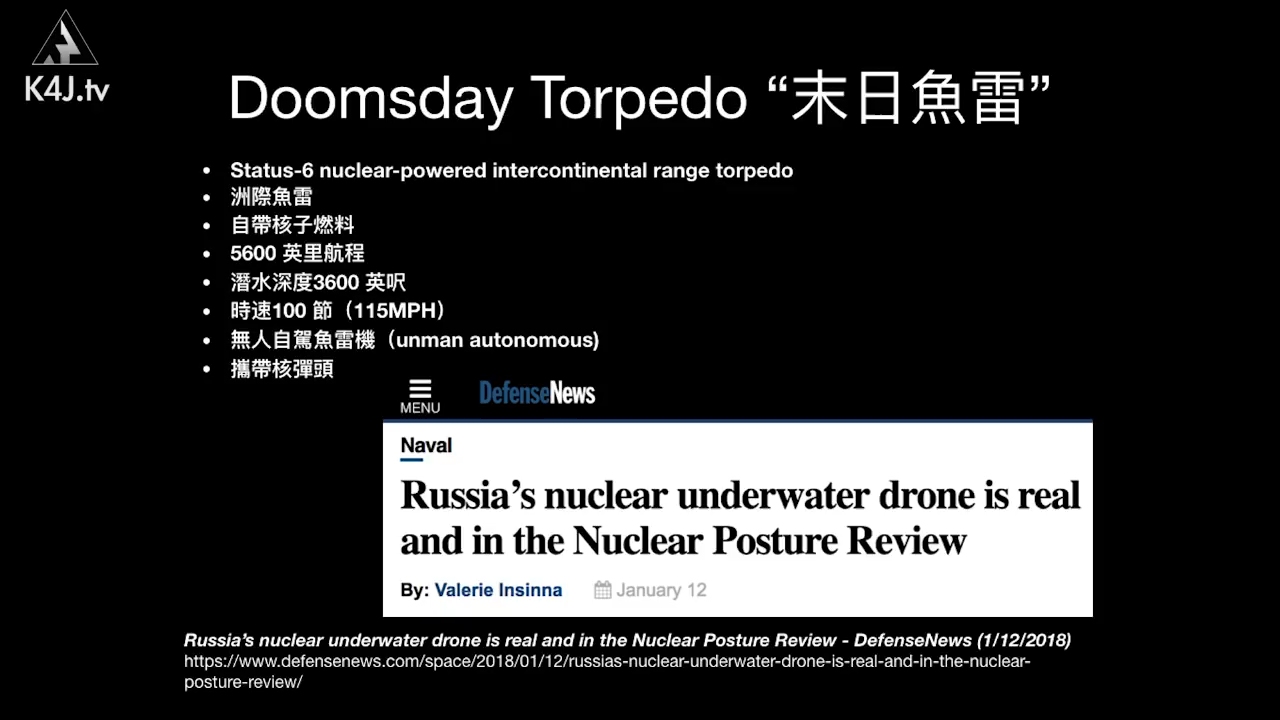 K4J.tv
Doomsday Torpedo “末日魚雷”
• Status-6 nuclear-powered intercontinental range torpedo
• 洲際魚雷
• 自帶核子燃料
• 5600 英里航程
• 潛水深度3600 英呎
• 時速100 節（115MPH）
• 無人自駕魚雷機（unman autonomous)
• 攜帶核彈頭
MENU
DefenseNews
Naval
Russia’s nuclear underwater drone is real
and in the Nuclear Posture Review
By: Valerie Insinna January 12
Russia’s nuclear underwater drone is real and in the Nuclear Posture Review - DefenseNews (1/12/2018)
https://www.defensenews.com/space/2018/01/12/russias-nuclear-underwater-drone-is-real-and-in-the-nuclear-
posture-review/